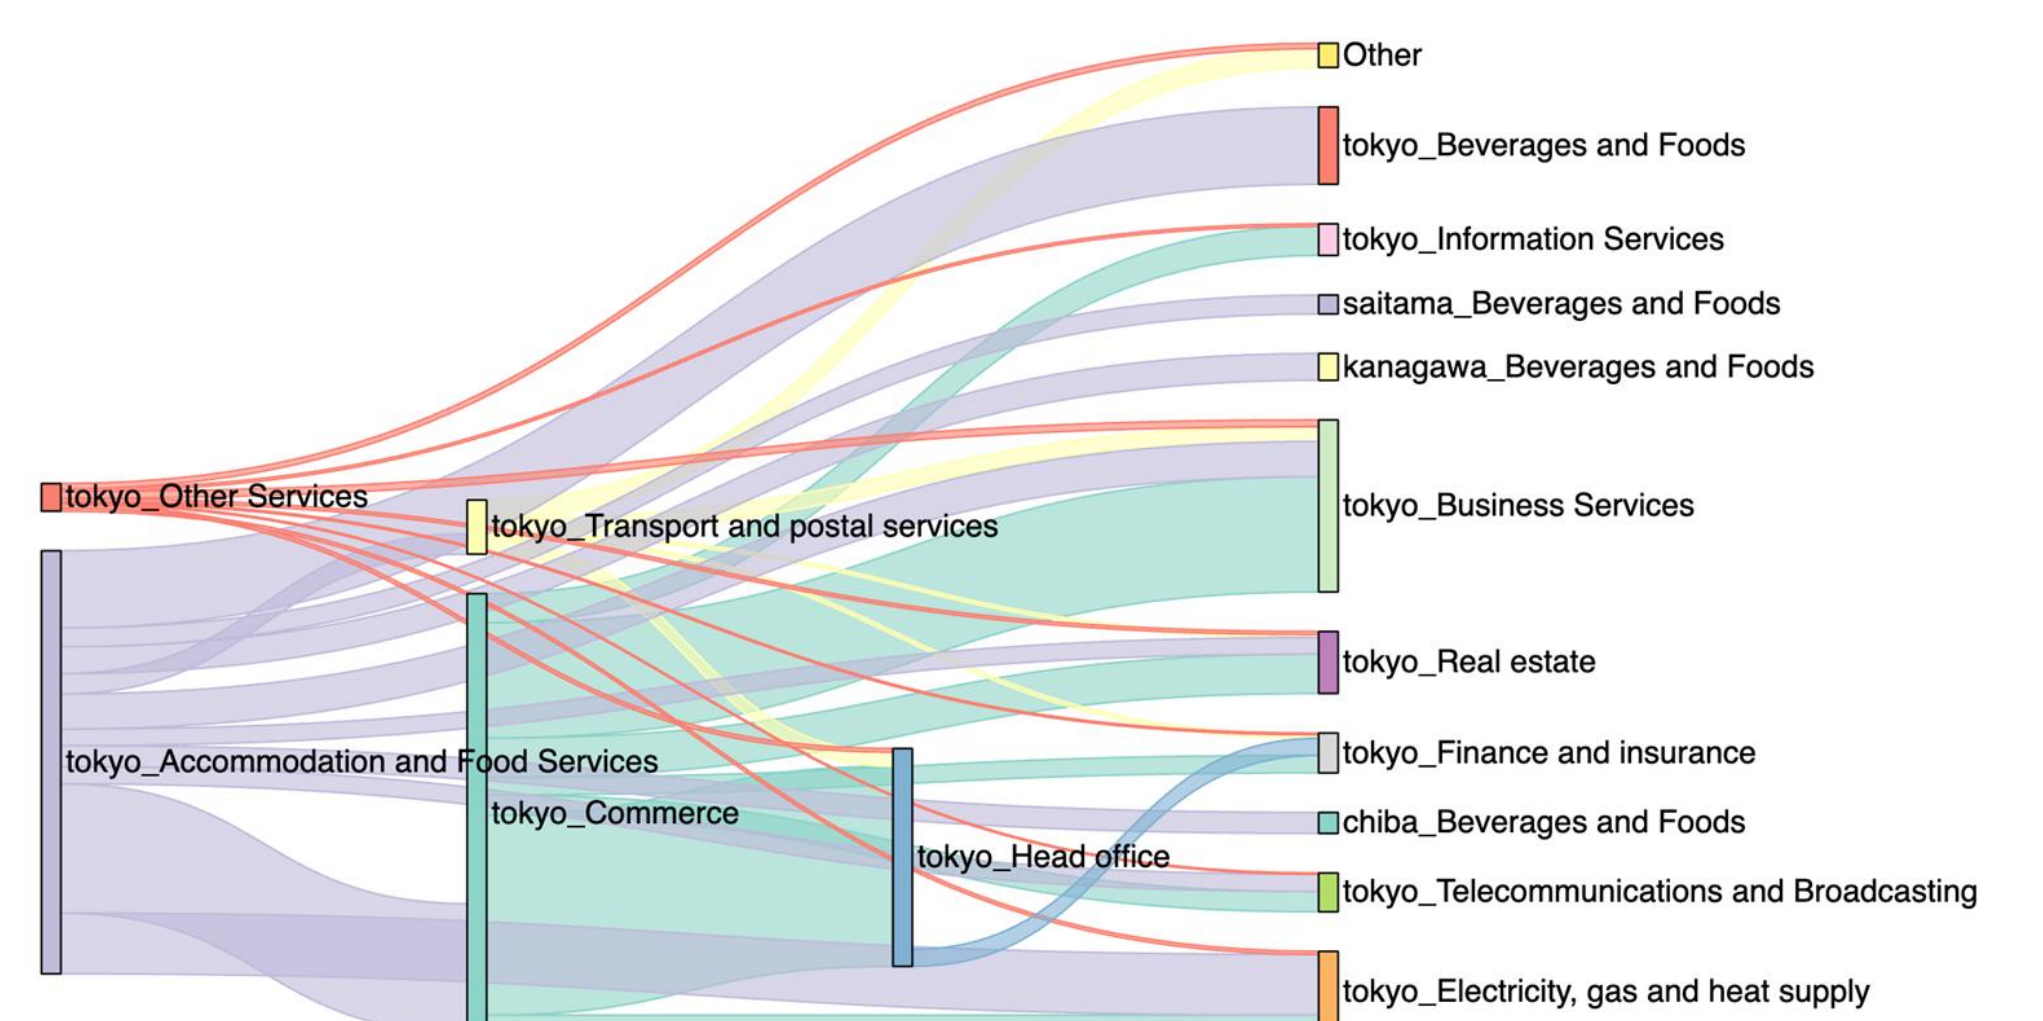 Other
tokyo_Beverages and Foods
tokyo_Information Services
saitama_Beverages and Foods
kanagawa_Beverages and Foods
tokyo_Other Services
tokyo_Business Services
tokyo_Transport and postal services
tokyo_Real estate
tokyo_Finance and insurance
tokyo_Accommodation and Food Services
tokyo_Commerce
chiba_Beverages and Foods
tokyo_Head office
tokyo_Telecommunications and Broadcasting
tokyo_Electricity, gas and heat supply